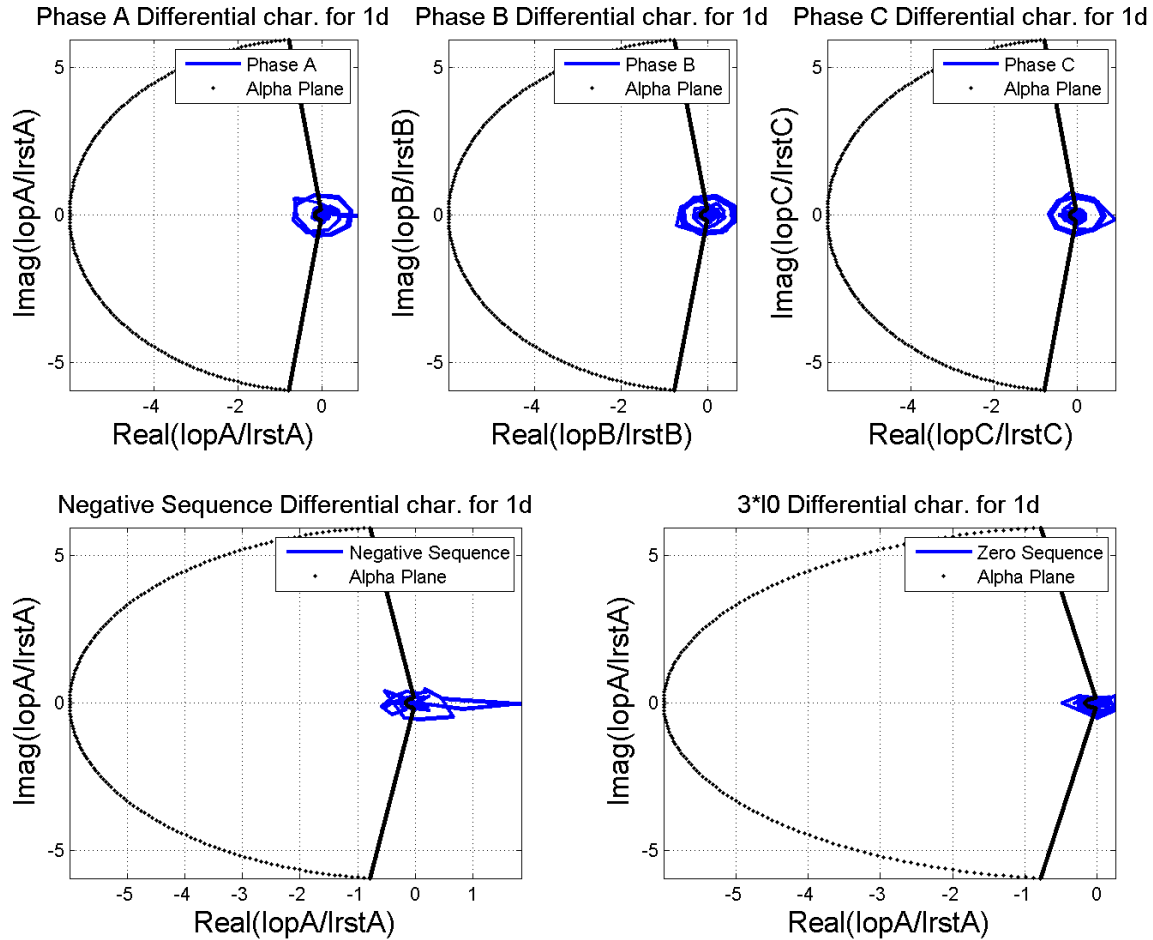 Phase A Differential char. for 1d
Phase B Differential char. for 1d
Phase C Differential char. for 1d
Phase A
Alpha Plane
Phase B
Alpha Plane
Phase C
Alpha Plane
5
0
-5
5
0
-5
5
0
-5
Imag(IopA/IrstA)
Imag(IopB/IrstB)
Imag(IopC/IrstC)
-4 -2 0
-4 -2 0
-4 -2 0
Real(IopA/IrstA)
Real(IopB/IrstB)
Real(IopC/IrstC)
Negative Sequence Differential char. for 1d
3*I0 Differential char. for 1d
Negative Sequence
Alpha Plane
Zero Sequence
Alpha Plane
5
0
-5
5
0
-5
Imag(IopA/IrstA)
Imag(IopA/IrstA)
-5 -4 -3 -2 -1 0 1
-5 -4 -3 -2 -1 0
Real(IopA/IrstA)
Real(IopA/IrstA)